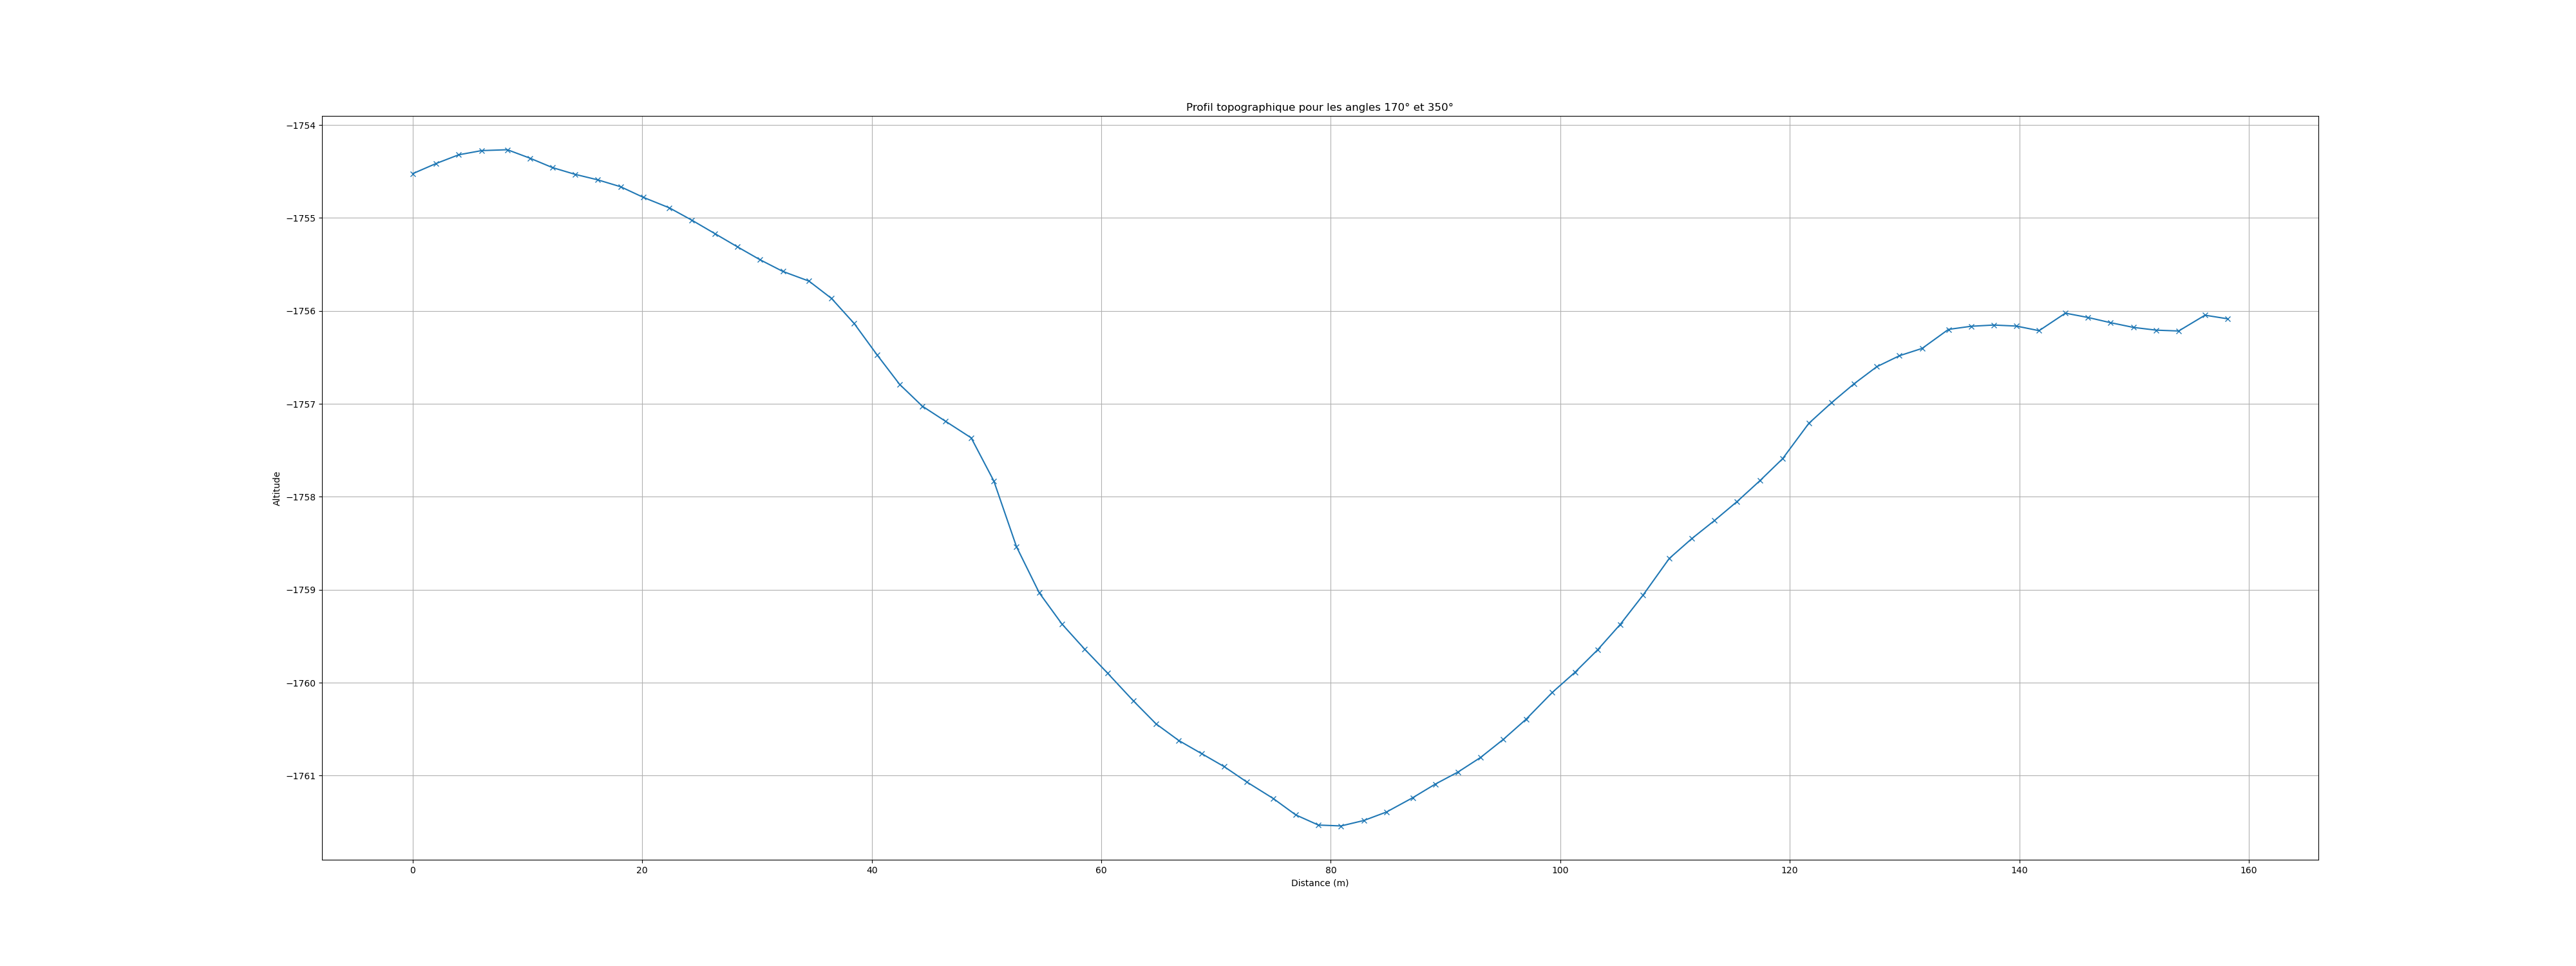 Profil topographique pour les angles 170° et 350°
−1754
−1755
−1756
−1757
−1758
−1759
−1760
−1761
Altitude
0 20 40 60 80 100 120 140 160
Distance (m)